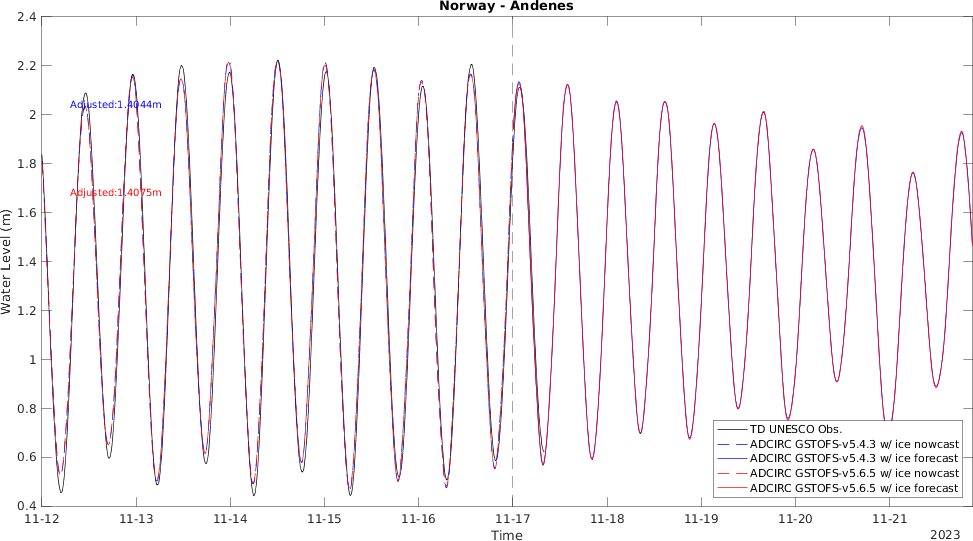 Norway - Andenes
2.4
2.2
2
1.8
1.6
1.4
1.2
1
0.8
0.6
0.4
Water Level (m)
Adjusted:1.4044m
Adjusted:1.4075m
TD UNESCO Obs.
ADCIRC GSTOFS-v5.4.3 w/ ice nowcast
ADCIRC GSTOFS-v5.4.3 w/ ice forecast
ADCIRC GSTOFS-v5.6.5 w/ ice nowcast
ADCIRC GSTOFS-v5.6.5 w/ ice forecast
11-12 11-13 11-14 11-15 11-16 11-17 11-18 11-19 11-20 11-21
Time
2023